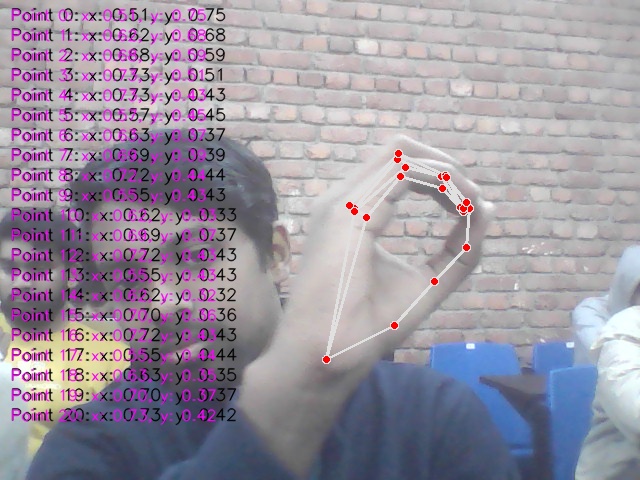 Point 0: x:0.51, y:0.75
Point 1: x:0.62, y:0.68
Point 2: x:0.68, y:0.59
Point 3: x:0.73, y:0.51
Point 4: x:0.73, y:0.43
Point 5: x:0.57, y:0.45
Point 6: x:0.63, y:0.37
Point 7: x:0.69, y:0.39
Point 8: x:0.72, y:0.44
Point 9: x:0.55, y:0.43
Point 10: x:0.62, y:0.33
Point 11: x:0.69, y:0.37
Point 12: x:0.72, y:0.43
Point 13: x:0.55, y:0.43
Point 14: x:0.62, y:0.32
Point 15: x:0.70, y:0.36
Point 16: x:0.72, y:0.43
Point 17: x:0.55, y:0.44
Point 18: x:0.63, y:0.35
Point 19: x:0.70, y:0.37
Point 20: x:0.73, y:0.42